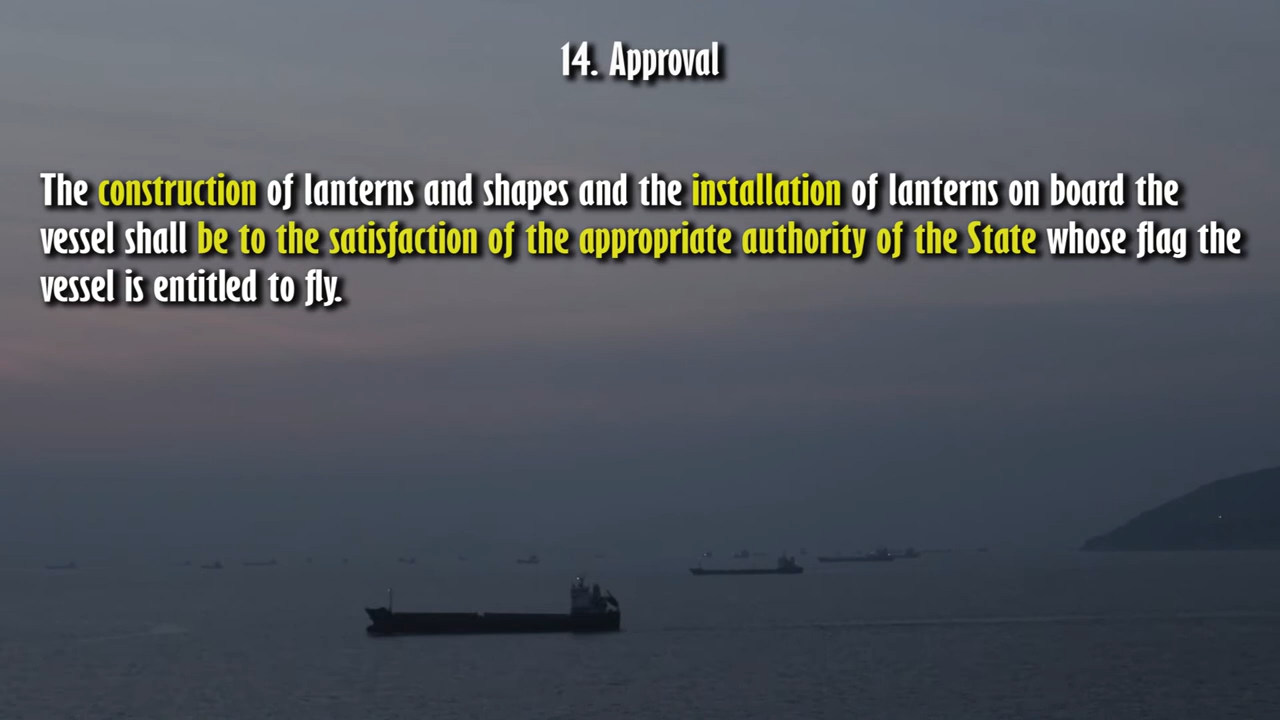 14. Approval
The construction of lanterns and shapes and the installation of lanterns on board the
vessel shall be to the satisfaction of the appropriate authority of the State whose flag the
vessel is entitled to fly.